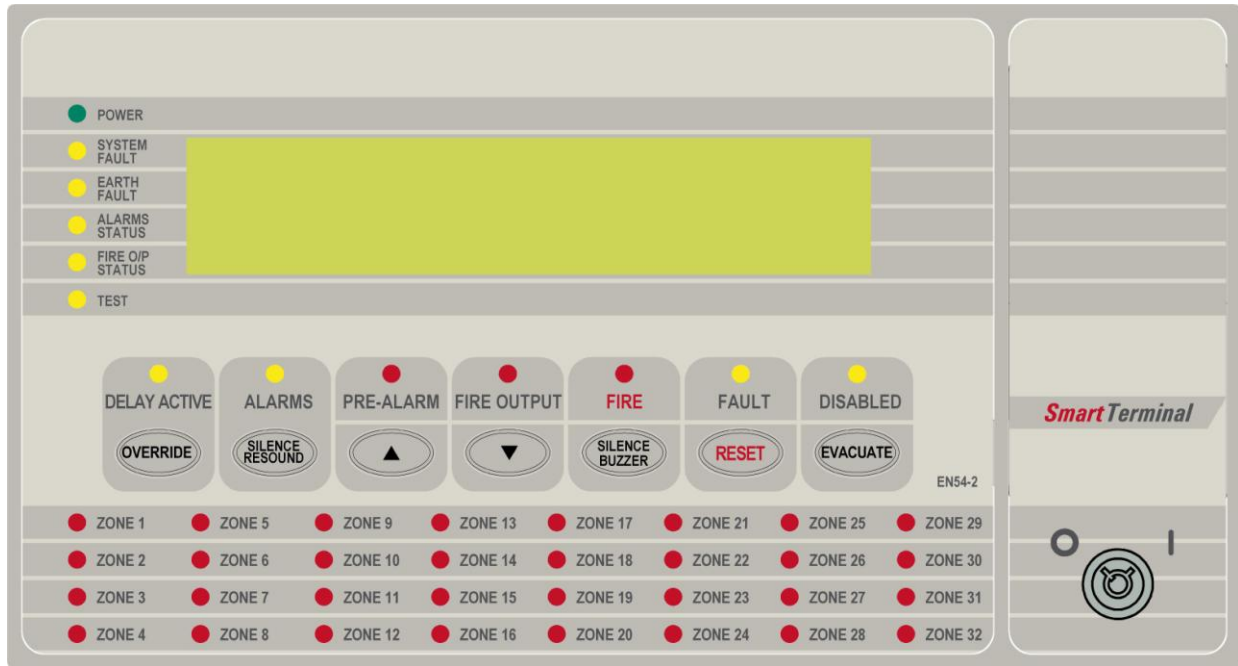 POWER
SYSTEM
FAULT
EARTH
FAULT
ALARMS
STATUS
FIRE O/P
STATUS
TEST
DELAY ACTIVE ALARMS PRE-ALARM FIRE OUTPUT FIRE FAULT DISABLED
OVERRIDE
SILENCE
RESOUND
▲
▼
SILENCE
BUZZER
RESET
EVACUATE
EN54-2
SmartTerminal
ZONE 1 ZONE 5 ZONE 9 ZONE 13 ZONE 17 ZONE 21 ZONE 25 ZONE 29
ZONE 2 ZONE 6 ZONE 10 ZONE 14 ZONE 18 ZONE 22 ZONE 26 ZONE 30
ZONE 3 ZONE 7 ZONE 11 ZONE 15 ZONE 19 ZONE 23 ZONE 27 ZONE 31
ZONE 4 ZONE 8 ZONE 12 ZONE 16 ZONE 20 ZONE 24 ZONE 28 ZONE 32
O I